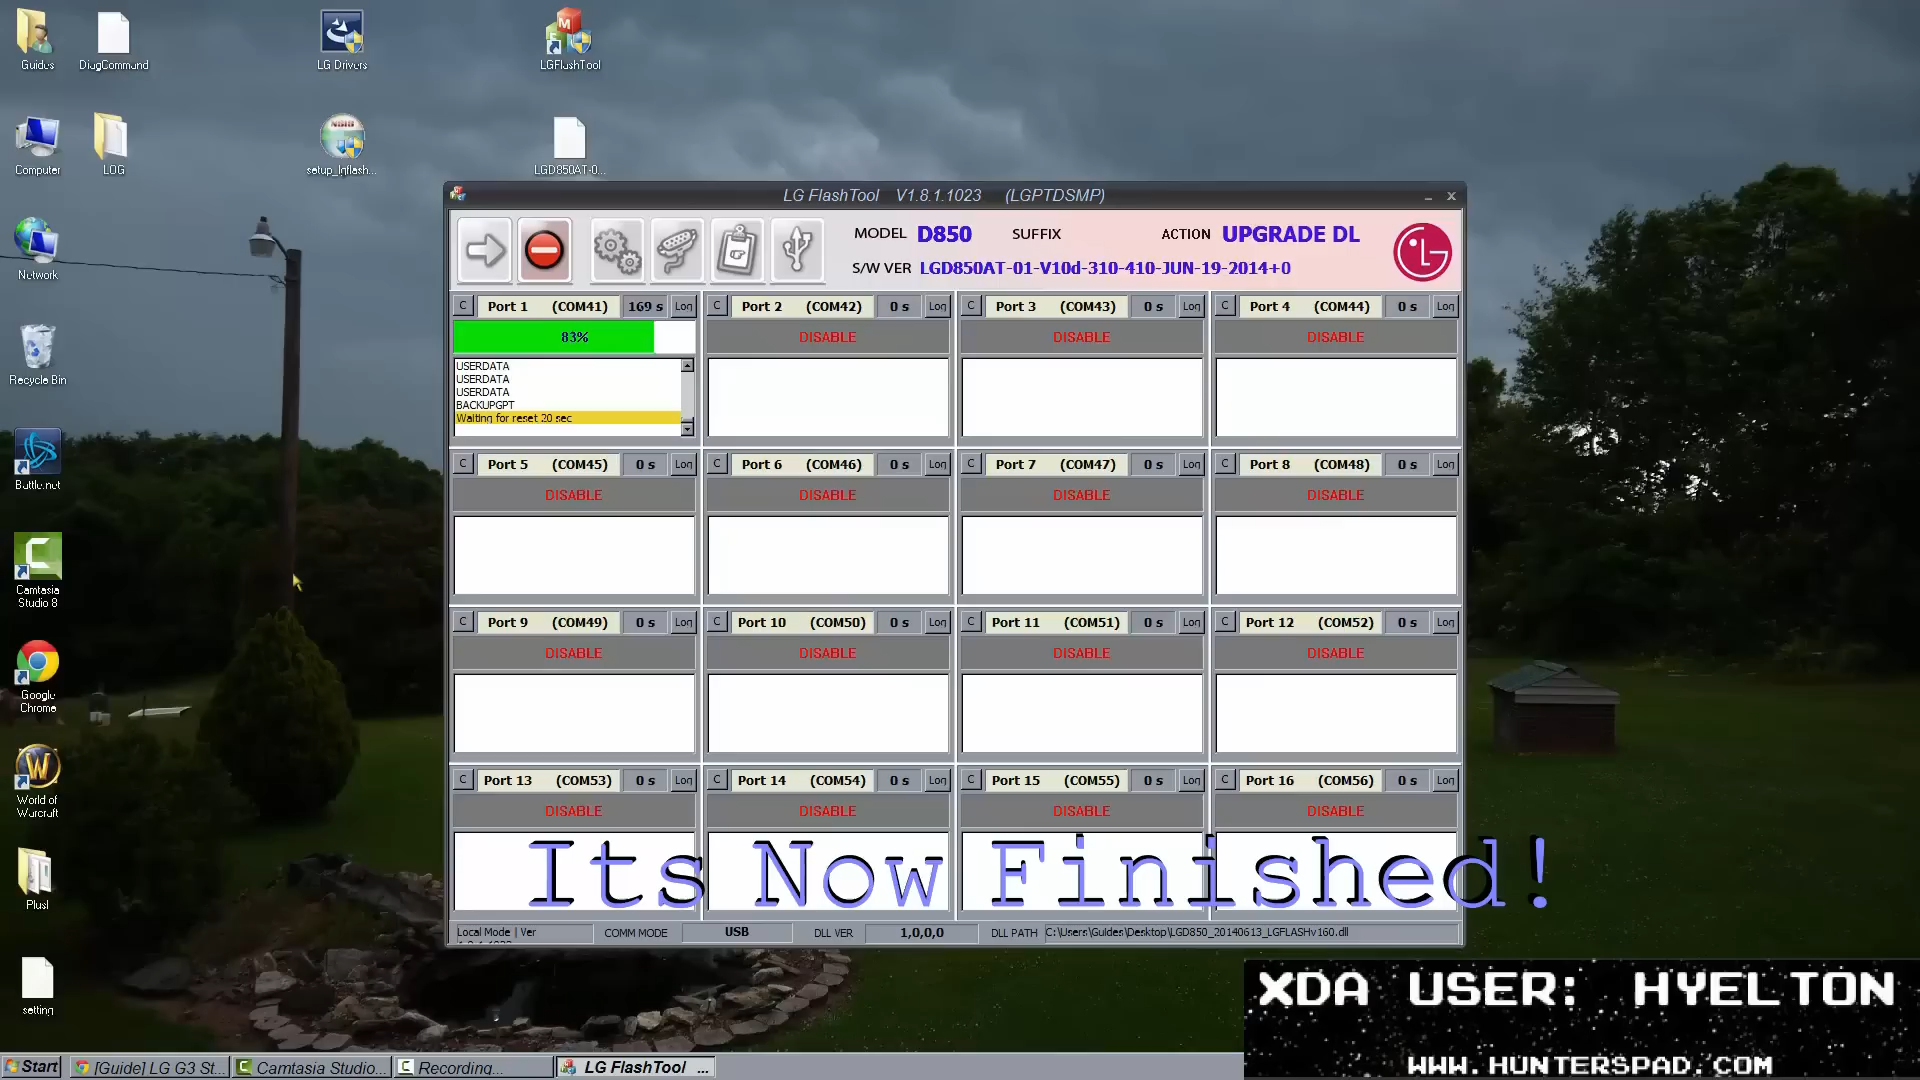 Guides
DiagCommand
LG Drivers
LGFlashTool
Computer
LOG
NSIS
setup_lgflash...
LGD850AT-0...
Network
Recycle Bin
Battle.net
Camtasia
Studio 8
Google
Chrome
World of
Warcraft
PlusI
setting
LG FlashTool V1.8.1.1023 (LGPTDSMP)
MODEL D850 SUFFIX ACTION UPGRADE DL
S/W VER LGD850AT-01-V10d-310-410-JUN-19-2014+0
LG
C Port 1 (COM41) 169 s Log C Port 2 (COM42) 0 s Log C Port 3 (COM43) 0 s Log C Port 4 (COM44) 0 s Log
83% DISABLE DISABLE DISABLE
USERDATA
USERDATA
USERDATA
BACKUPGPT
Waiting for reset 20 sec
C Port 5 (COM45) 0 s Log C Port 6 (COM46) 0 s Log C Port 7 (COM47) 0 s Log C Port 8 (COM48) 0 s Log
DISABLE DISABLE DISABLE DISABLE
C Port 9 (COM49) 0 s Log C Port 10 (COM50) 0 s Log C Port 11 (COM51) 0 s Log C Port 12 (COM52) 0 s Log
DISABLE DISABLE DISABLE DISABLE
C Port 13 (COM53) 0 s Log C Port 14 (COM54) 0 s Log C Port 15 (COM55) 0 s Log C Port 16 (COM56) 0 s Log
DISABLE DISABLE DISABLE DISABLE
Its Now Finished!
Local Mode | Ver COMM MODE USB DLL VER 1,0,0,0 DLL PATH C:\Users\Guides\Desktop\LGD850_20140613_LGFLASHv160.dll
XDA USER: HYELTON
WWW.HUNTERSPAD.COM
Start [Guide] LG G3 St... Camtasia Studio... Recording... LG FlashTool ...